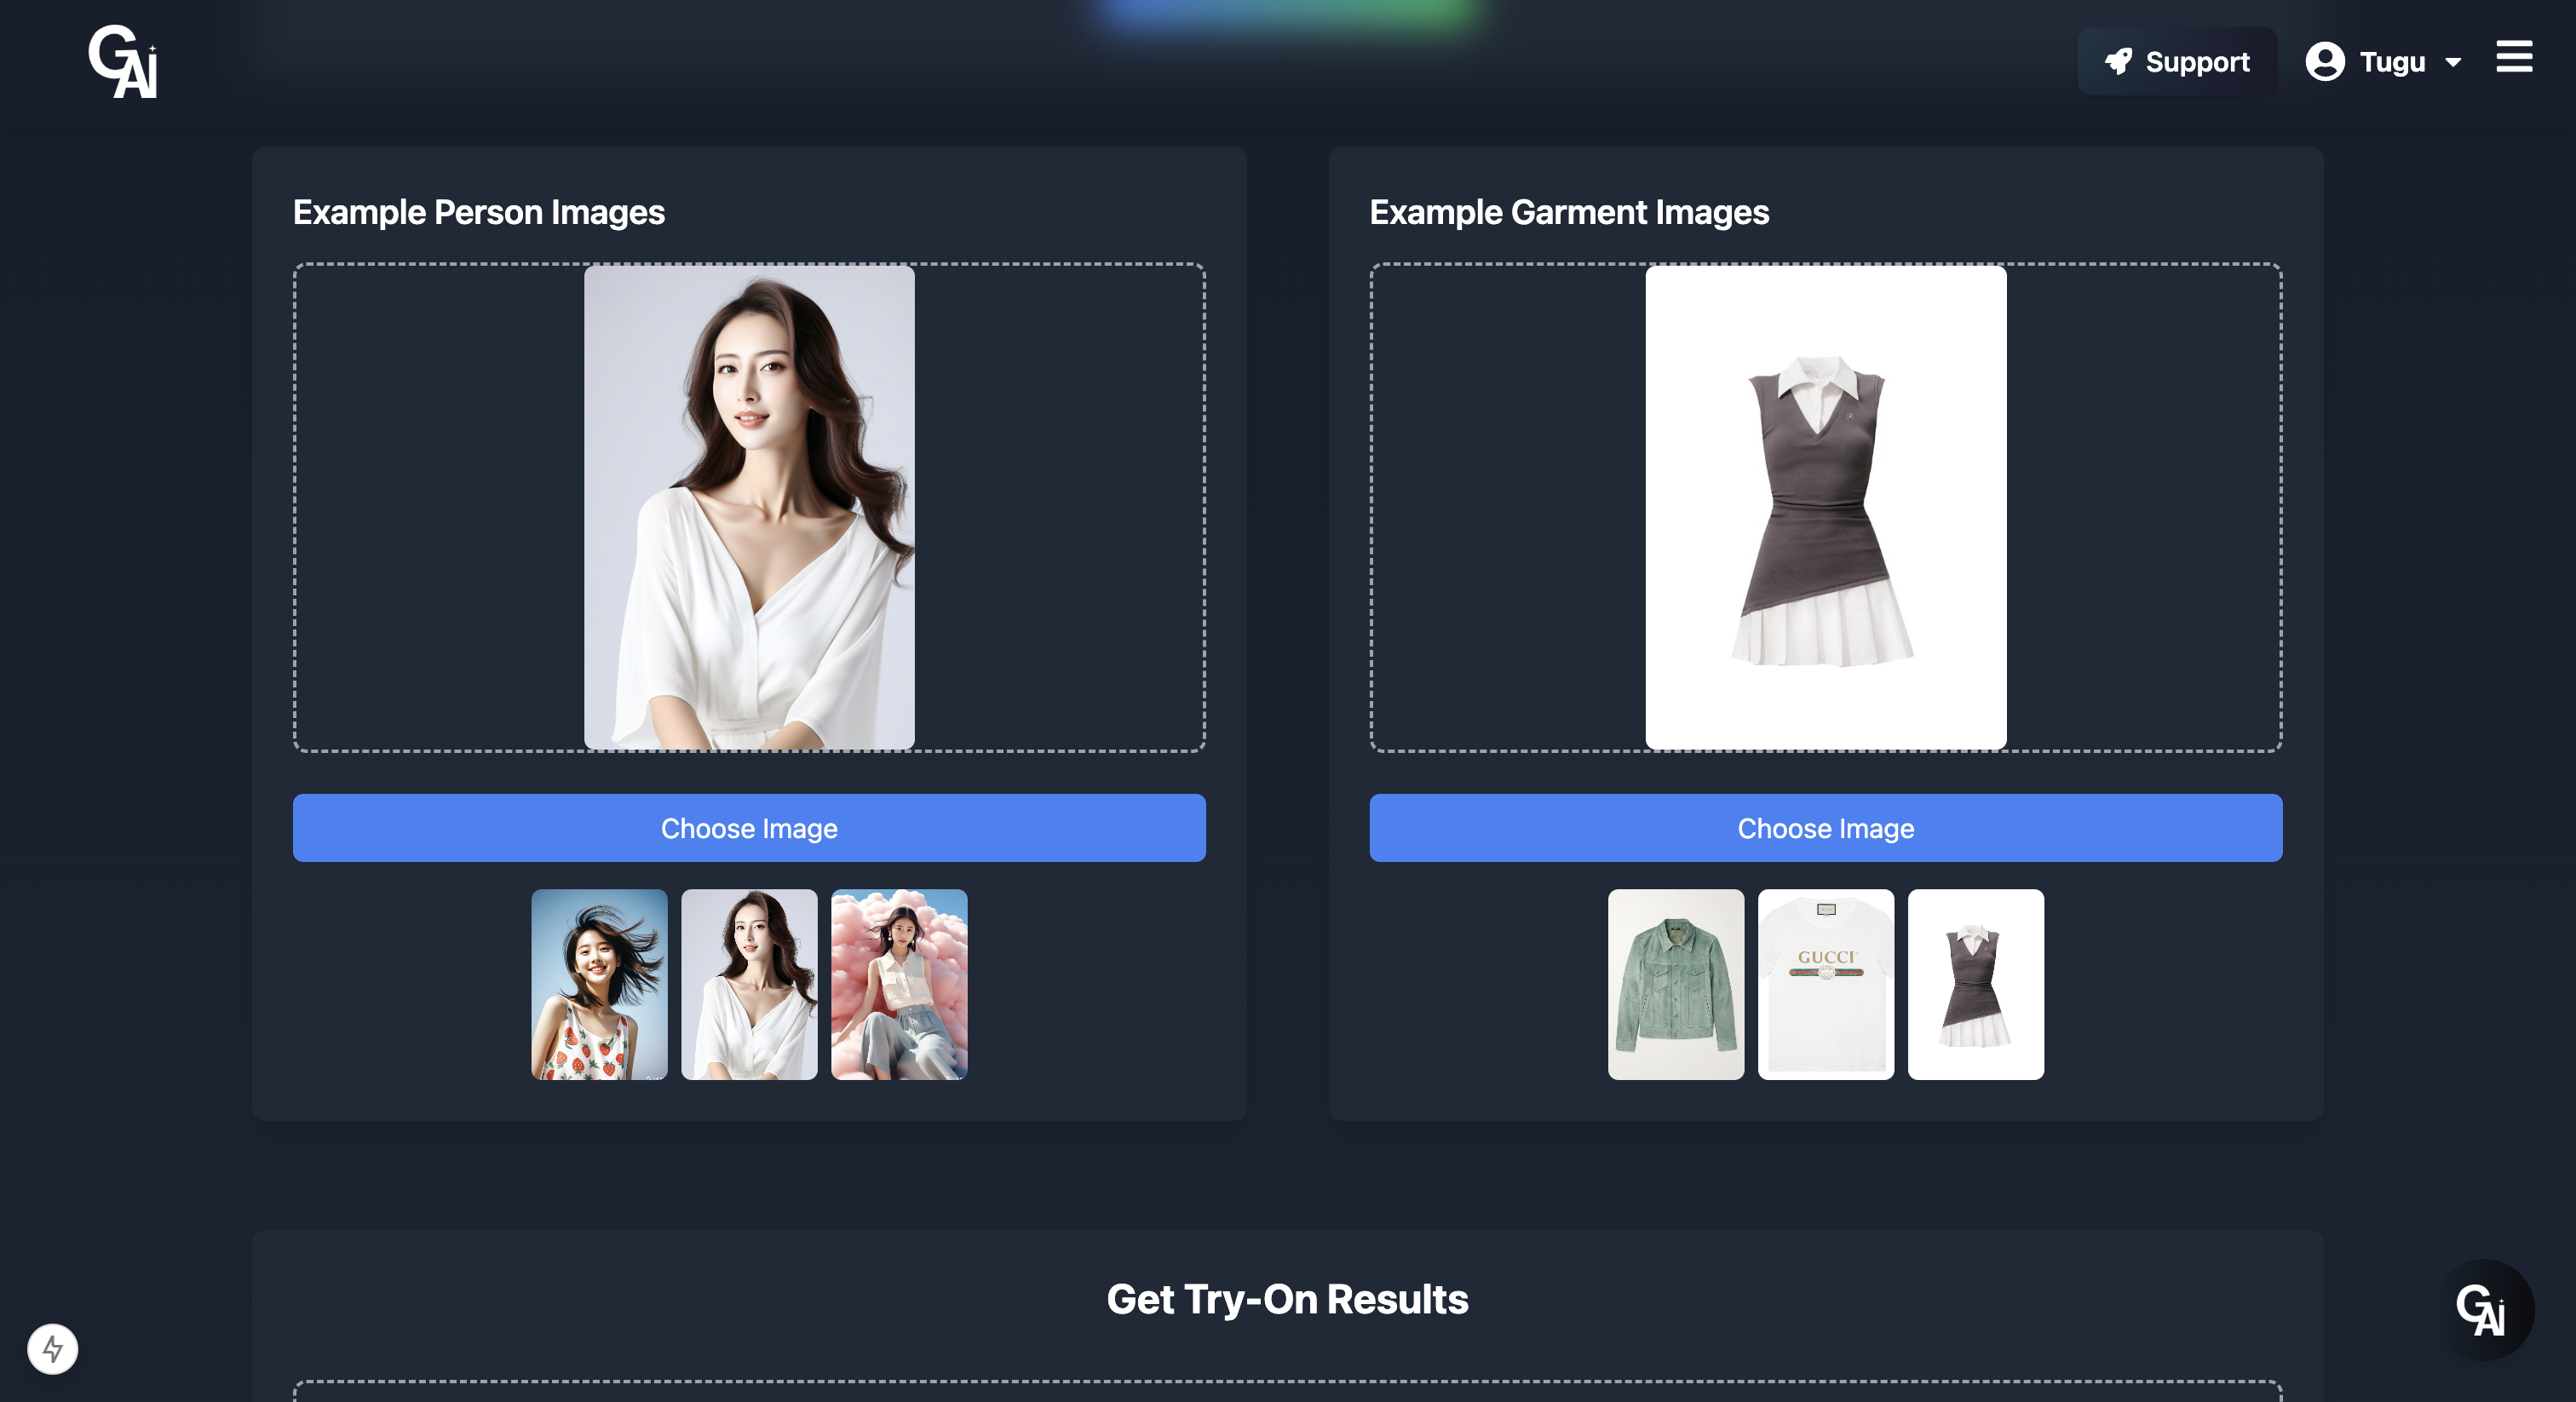 GAi
Support
Tugu
Example Person Images
Example Garment Images
Choose Image
Choose Image
GUCCI
Get Try-On Results
GAi